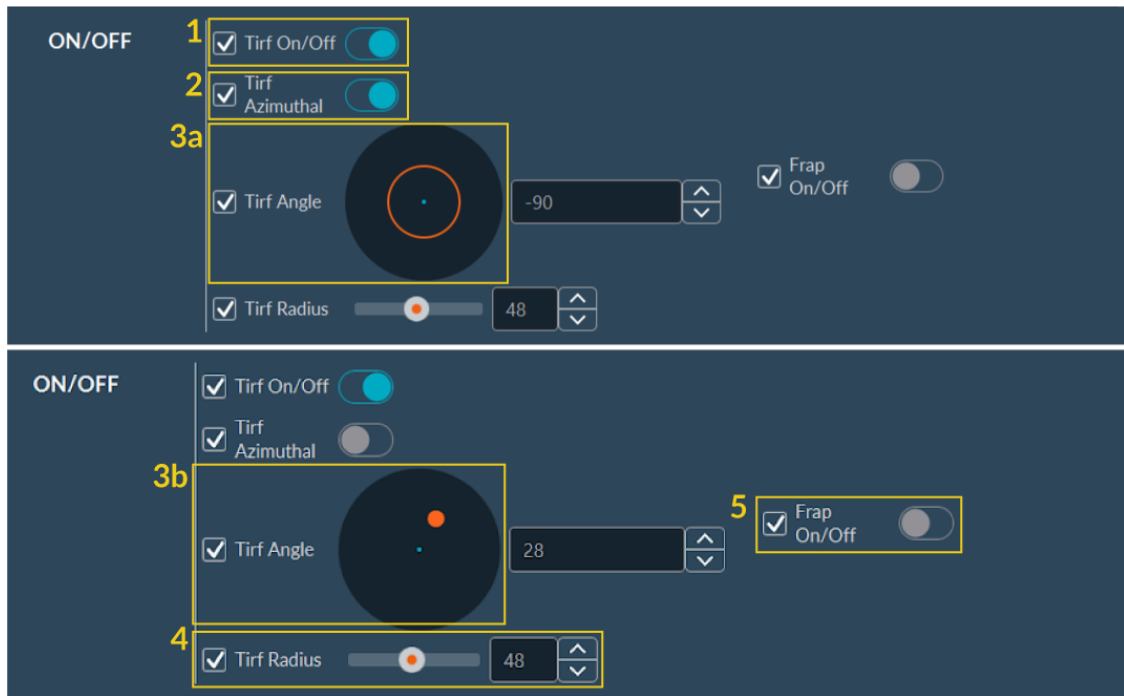 ON/OFF
1
Tirf On/Off
2
Tirf
Azimuthal
3a
Tirf Angle
-90
Frap
On/Off
Tirf Radius
48
ON/OFF
Tirf On/Off
Tirf
Azimuthal
3b
Tirf Angle
28
5
Frap
On/Off
4
Tirf Radius
48